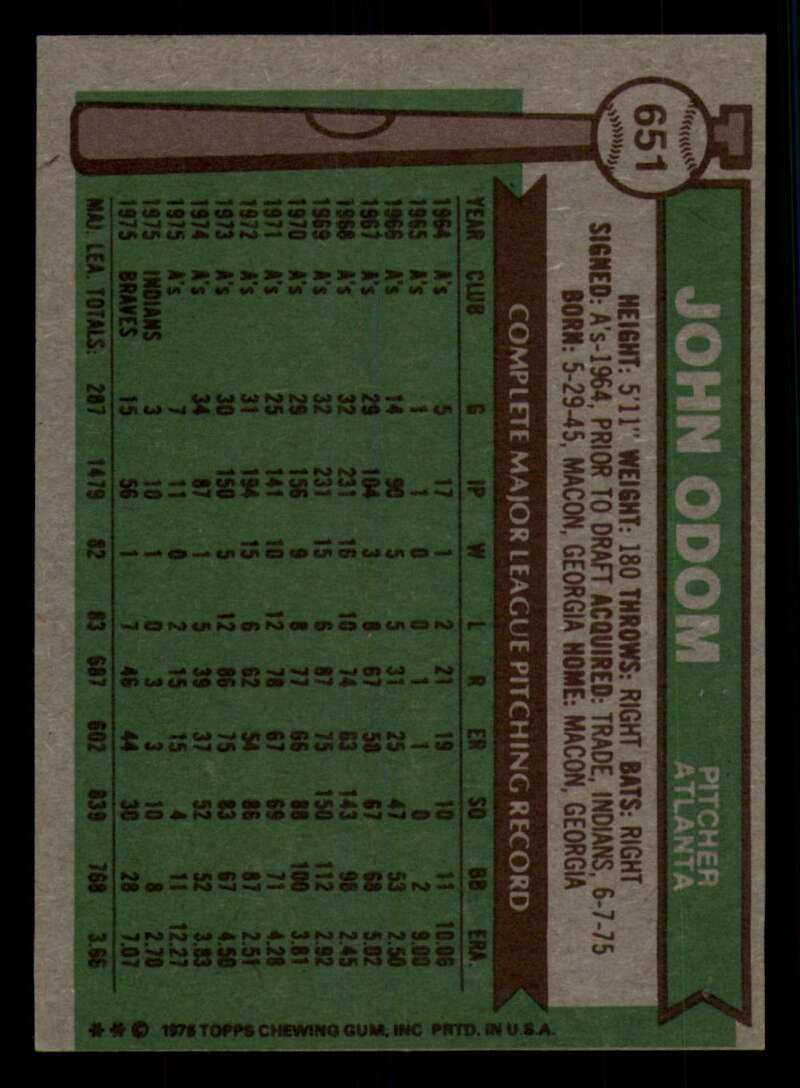 651
JOHN ODOM
PITCHER
ATLANTA
HEIGHT: 5'11" WEIGHT: 180 THROWS: RIGHT BATS: RIGHT
SIGNED: A's-1964, PRIOR TO DRAFT ACQUIRED: TRADE, INDIANS, 6-7-75
BORN: 5-29-45, MACON, GEORGIA HOME: MACON, GEORGIA
COMPLETE MAJOR LEAGUE PITCHING RECORD
YEAR CLUB G IP W L R ER SO BB ERA.
1964 A's 5 17 1 2 21 19 10 11 10.06
1965 A's 1 1 0 0 1 1 0 2 9.00
1966 A's 14 90 5 5 31 25 47 53 2.50
1967 A's 29 104 3 8 67 58 67 68 5.02
1968 A's 32 231 16 10 74 63 143 98 2.45
1969 A's 32 231 15 6 87 75 150 112 2.92
1970 A's 29 156 9 8 77 66 88 100 3.81
1971 A's 25 141 10 12 78 67 69 71 4.28
1972 A's 31 194 15 6 62 54 86 87 2.51
1973 A's 30 150 5 12 86 75 83 67 4.50
1974 A's 34 87 1 5 39 37 52 52 3.83
1975 A's 7 11 0 2 15 15 4 11 12.27
1975 INDIANS 3 10 1 0 3 3 10 8 2.70
1975 BRAVES 15 56 1 7 46 44 30 28 7.07
MAJ. LEA. TOTALS: 287 1479 82 83 687 602 839 768 3.66
** © 1976 TOPPS CHEWING GUM, INC PRTD. IN U.S.A.